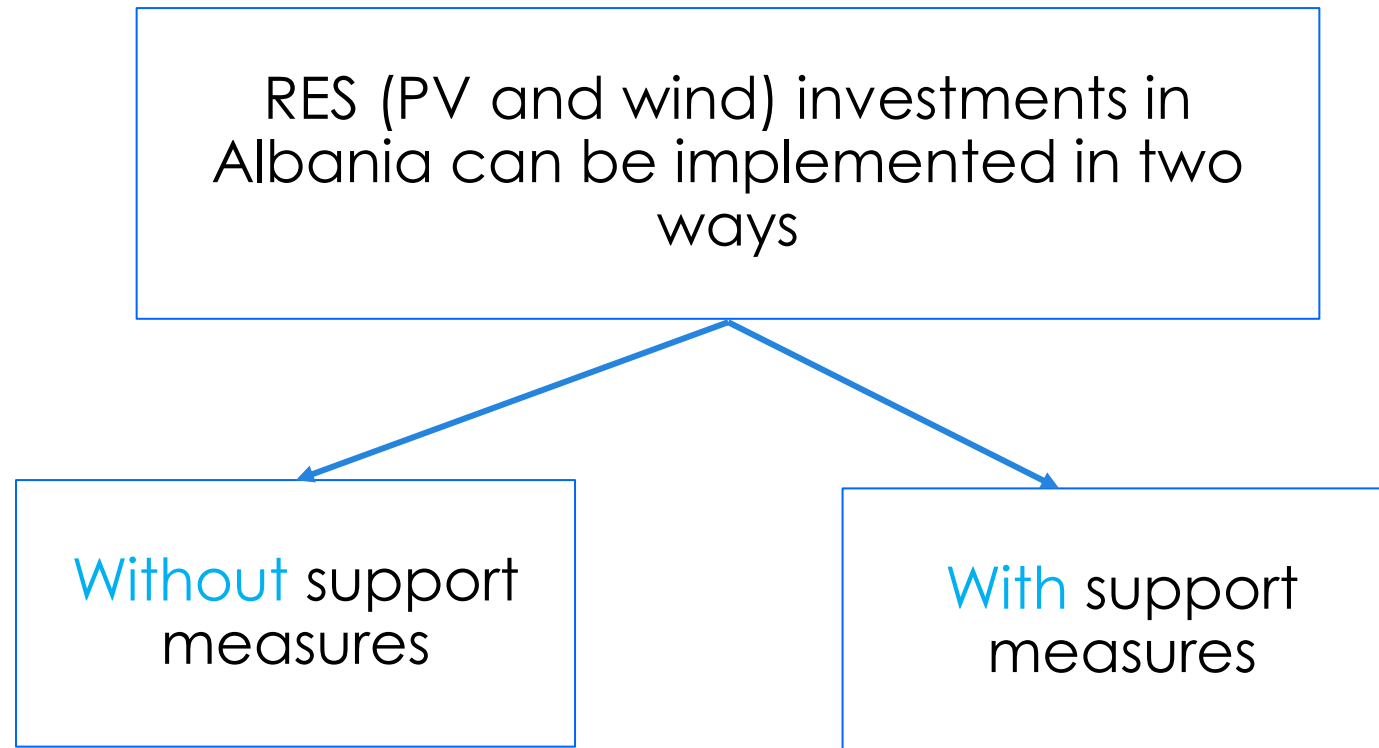 RES (PV and wind) investments in
Albania can be implemented in two
ways
Without support
measures
With support
measures